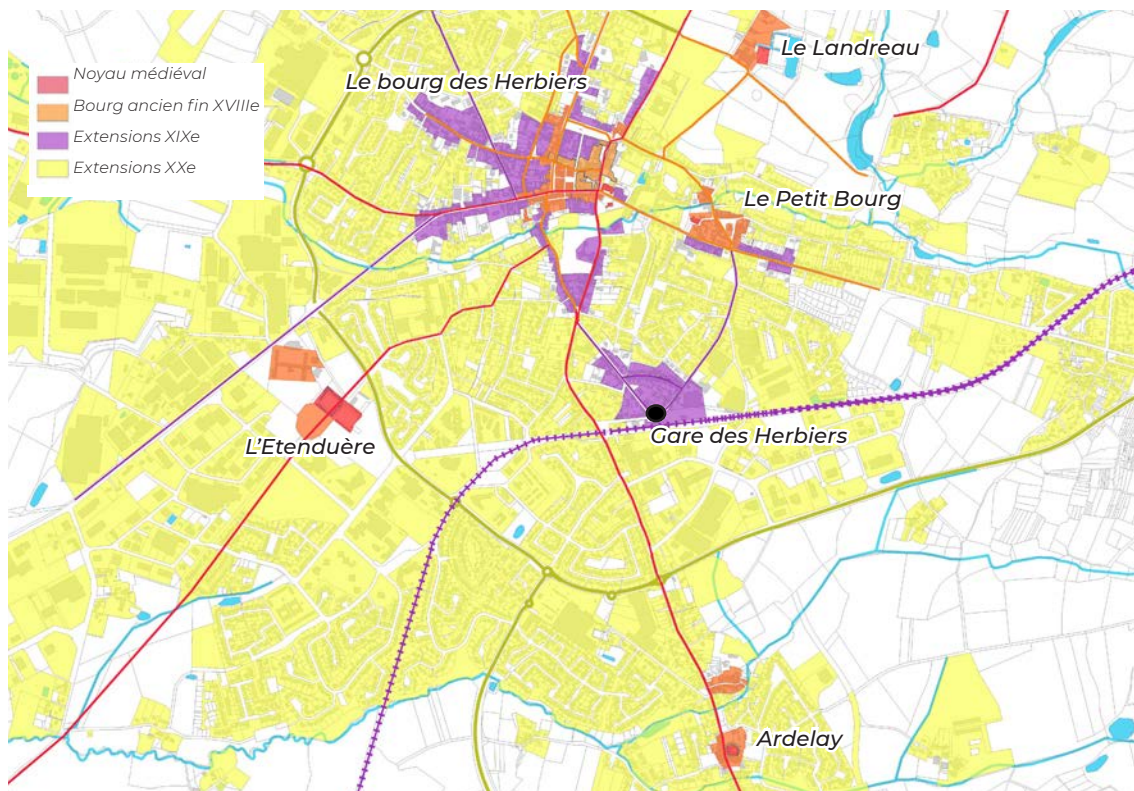 Noyau médiéval
Bourg ancien fin XVIIIe
Extensions XIXe
Extensions XXe
Le bourg des Herbiers
Le Landreau
Le Petit Bourg
L'Etenduère
Gare des Herbiers
Ardelay